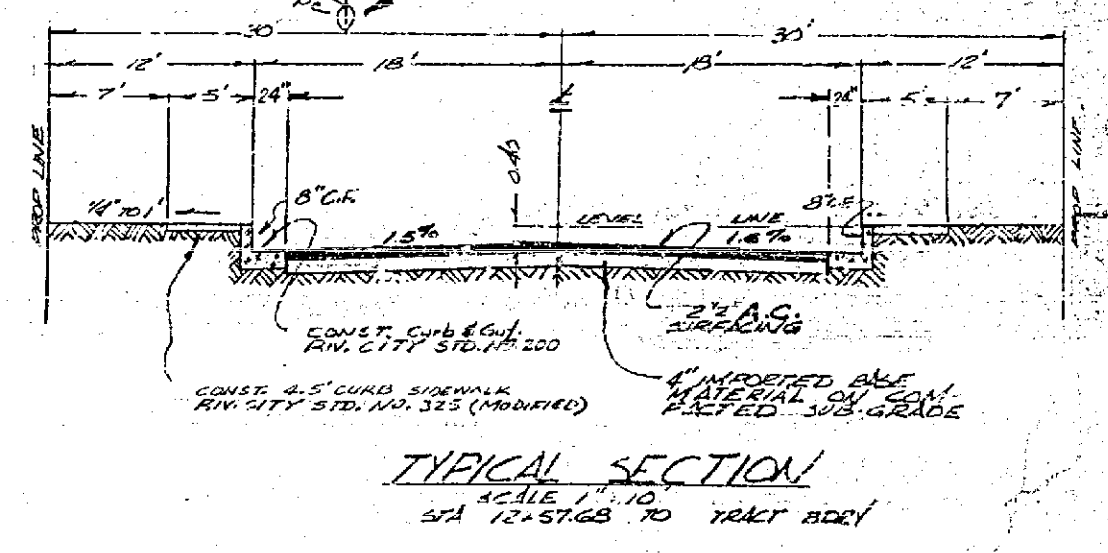 30 30'
12' 18' 18' 12'
7' 5' 24" 24" 5' 7'
PROP LINE
PROP LINE
0.45
1/4" TO 1'
8" C.F.
8" C.F.
LEVEL LINE
1.5% 1.6%
2½" A.C.
SURFACING
CONST. Curb & Gut.
RIV. CITY STD. NO. 200
CONST. 4.5' CURB SIDEWALK
RIV. CITY STD. NO. 325 (MODIFIED)
4" IMPORTED BASE
MATERIAL ON COM-
PACTED SUB-GRADE
TYPICAL SECTION
SCALE 1" = 10'
STA 12+57.68 TO TRACT BDRY